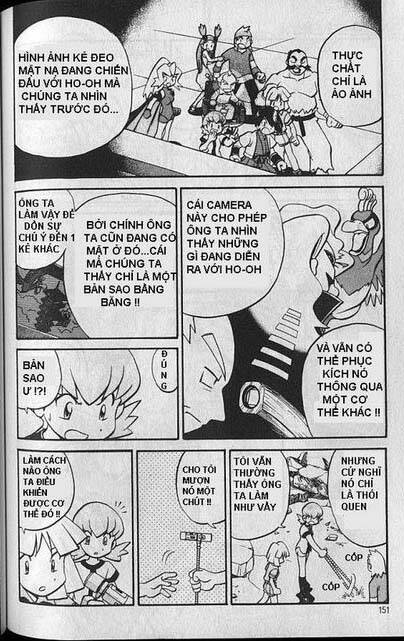 HÌNH ẢNH KẺ ĐEO
MẶT NẠ ĐANG CHIẾN
ĐẤU VỚI HO-OH MÀ
CHÚNG TA NHÌN
THẤY TRƯỚC ĐÓ...
THỰC
CHẤT
CHỈ LÀ
ẢO ẢNH
CÁI CAMERA
NÀY CHO PHÉP
ÔNG TA NHÌN
THẤY NHỮNG
GÌ ĐANG DIỄN
RA VỚI HO-OH
VÀ VẪN CÓ
THỂ PHỤC
KÍCH NÓ
THÔNG QUA
MỘT CƠ
THỂ KHÁC !!
BỞI CHÍNH ÔNG
TA CŨN ĐANG CÓ
MẶT Ở ĐÓ...CÁI
MÀ CHÚNG TA
THẤY CHỈ LÀ MỘT
BẢN SAO BẰNG
BĂNG !!
ÔNG TA
LÀM VẬY ĐỂ
DỒN SỰ
CHÚ Ý ĐẾN 1
KẺ KHÁC
ĐÚNG
BẢN
SAO
Ư !?!
NHƯNG
CỨ NGHĨ
NÓ CHỈ
LÀ THÓI
QUEN
TÔI VẪN
THƯỜNG
THẤY ÔNG
TA LÀM
NHƯ VẦY
CỐP
CỐP
CHO TÔI
MƯỢN NÓ
MỘT CHÚT !!
LÀM CÁCH
NÀO ÔNG
TA ĐIỀU
KHIỂN
ĐƯỢC CƠ
THỂ ĐÓ !!
151